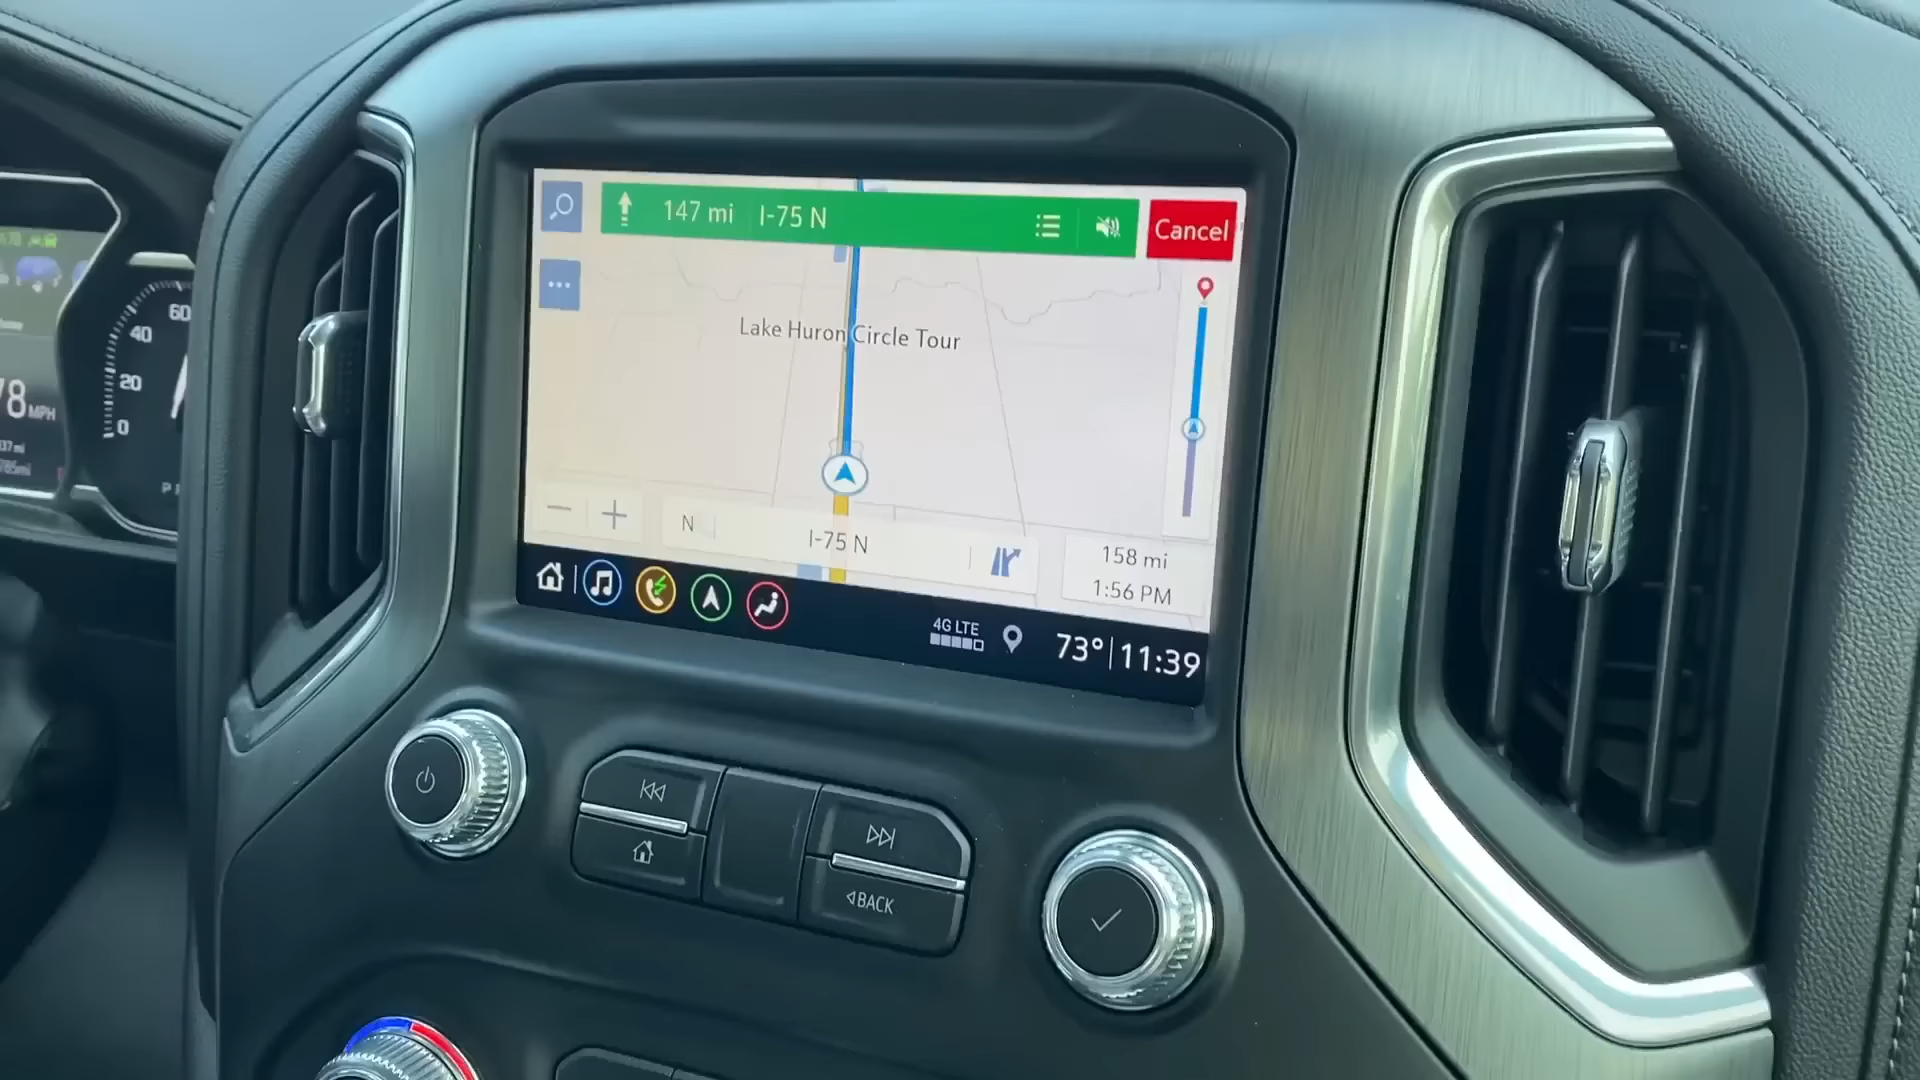 147 mi
I-75 N
Cancel
Lake Huron Circle Tour
N
I-75 N
158 mi
1:56 PM
4G LTE
73°
11:39
60
40
20
0
78 MPH
P
BACK